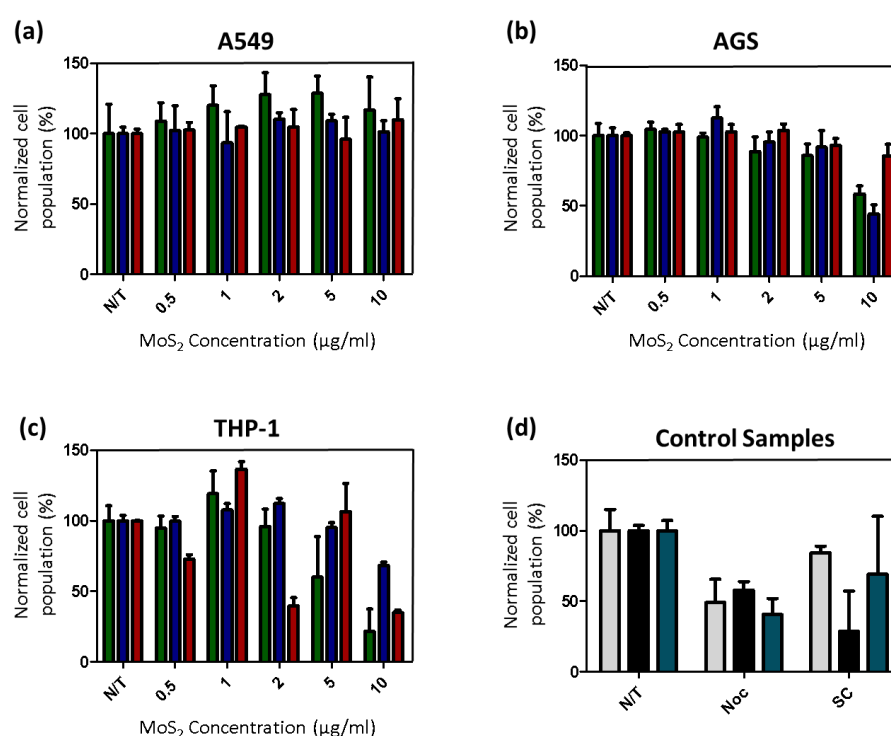 (a)
A549
Normalized cell
population (%)
150
100
50
0
N/T
0.5
1
2
5
10
MoS₂ Concentration (µg/ml)
(b)
AGS
Normalized cell
population (%)
150
100
50
0
N/T
0.5
1
2
5
10
MoS₂ Concentration (µg/ml)
(c)
THP-1
Normalized cell
population (%)
150
100
50
0
N/T
0.5
1
2
5
10
MoS₂ Concentration (µg/ml)
(d)
Control Samples
Normalized cell
population (%)
150
100
50
0
N/T
Noc
SC